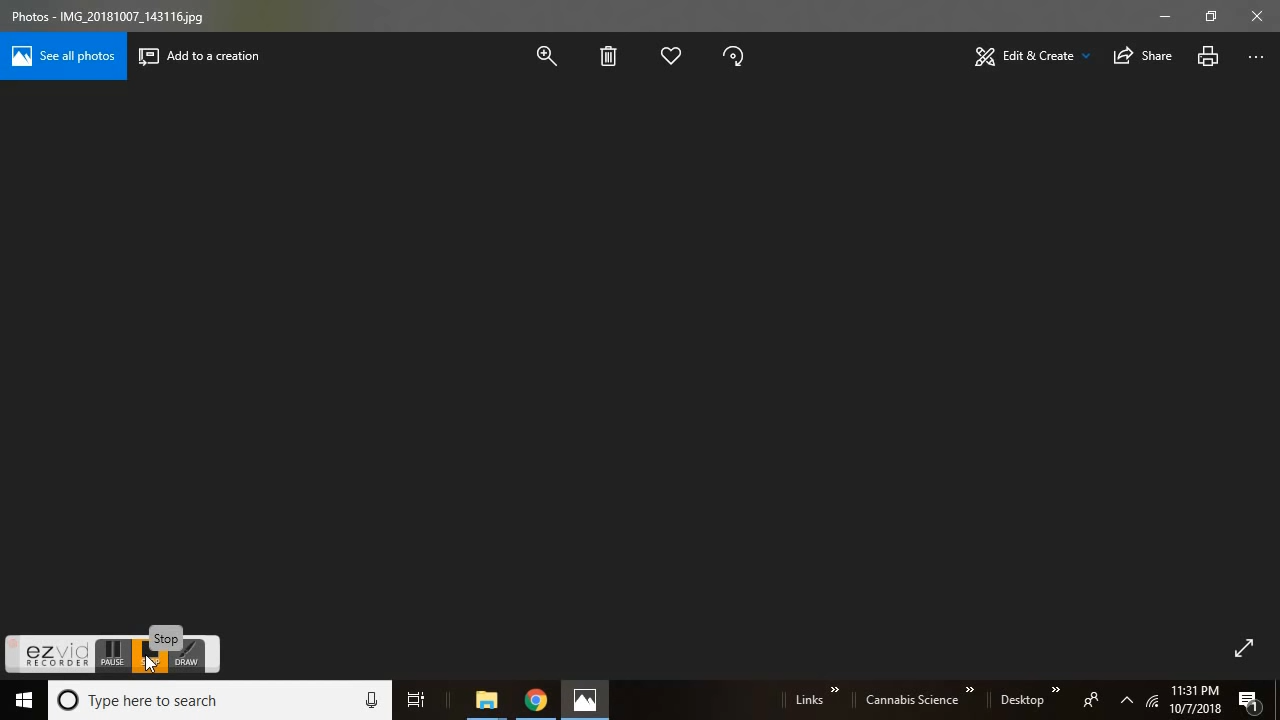 Photos - IMG_20181007_143116.jpg
See all photos
Add to a creation
Edit & Create
Share
Stop
ezvid
RECORDER
PAUSE
DRAW
Type here to search
Links
Cannabis Science
Desktop
11:31 PM
10/7/2018
1